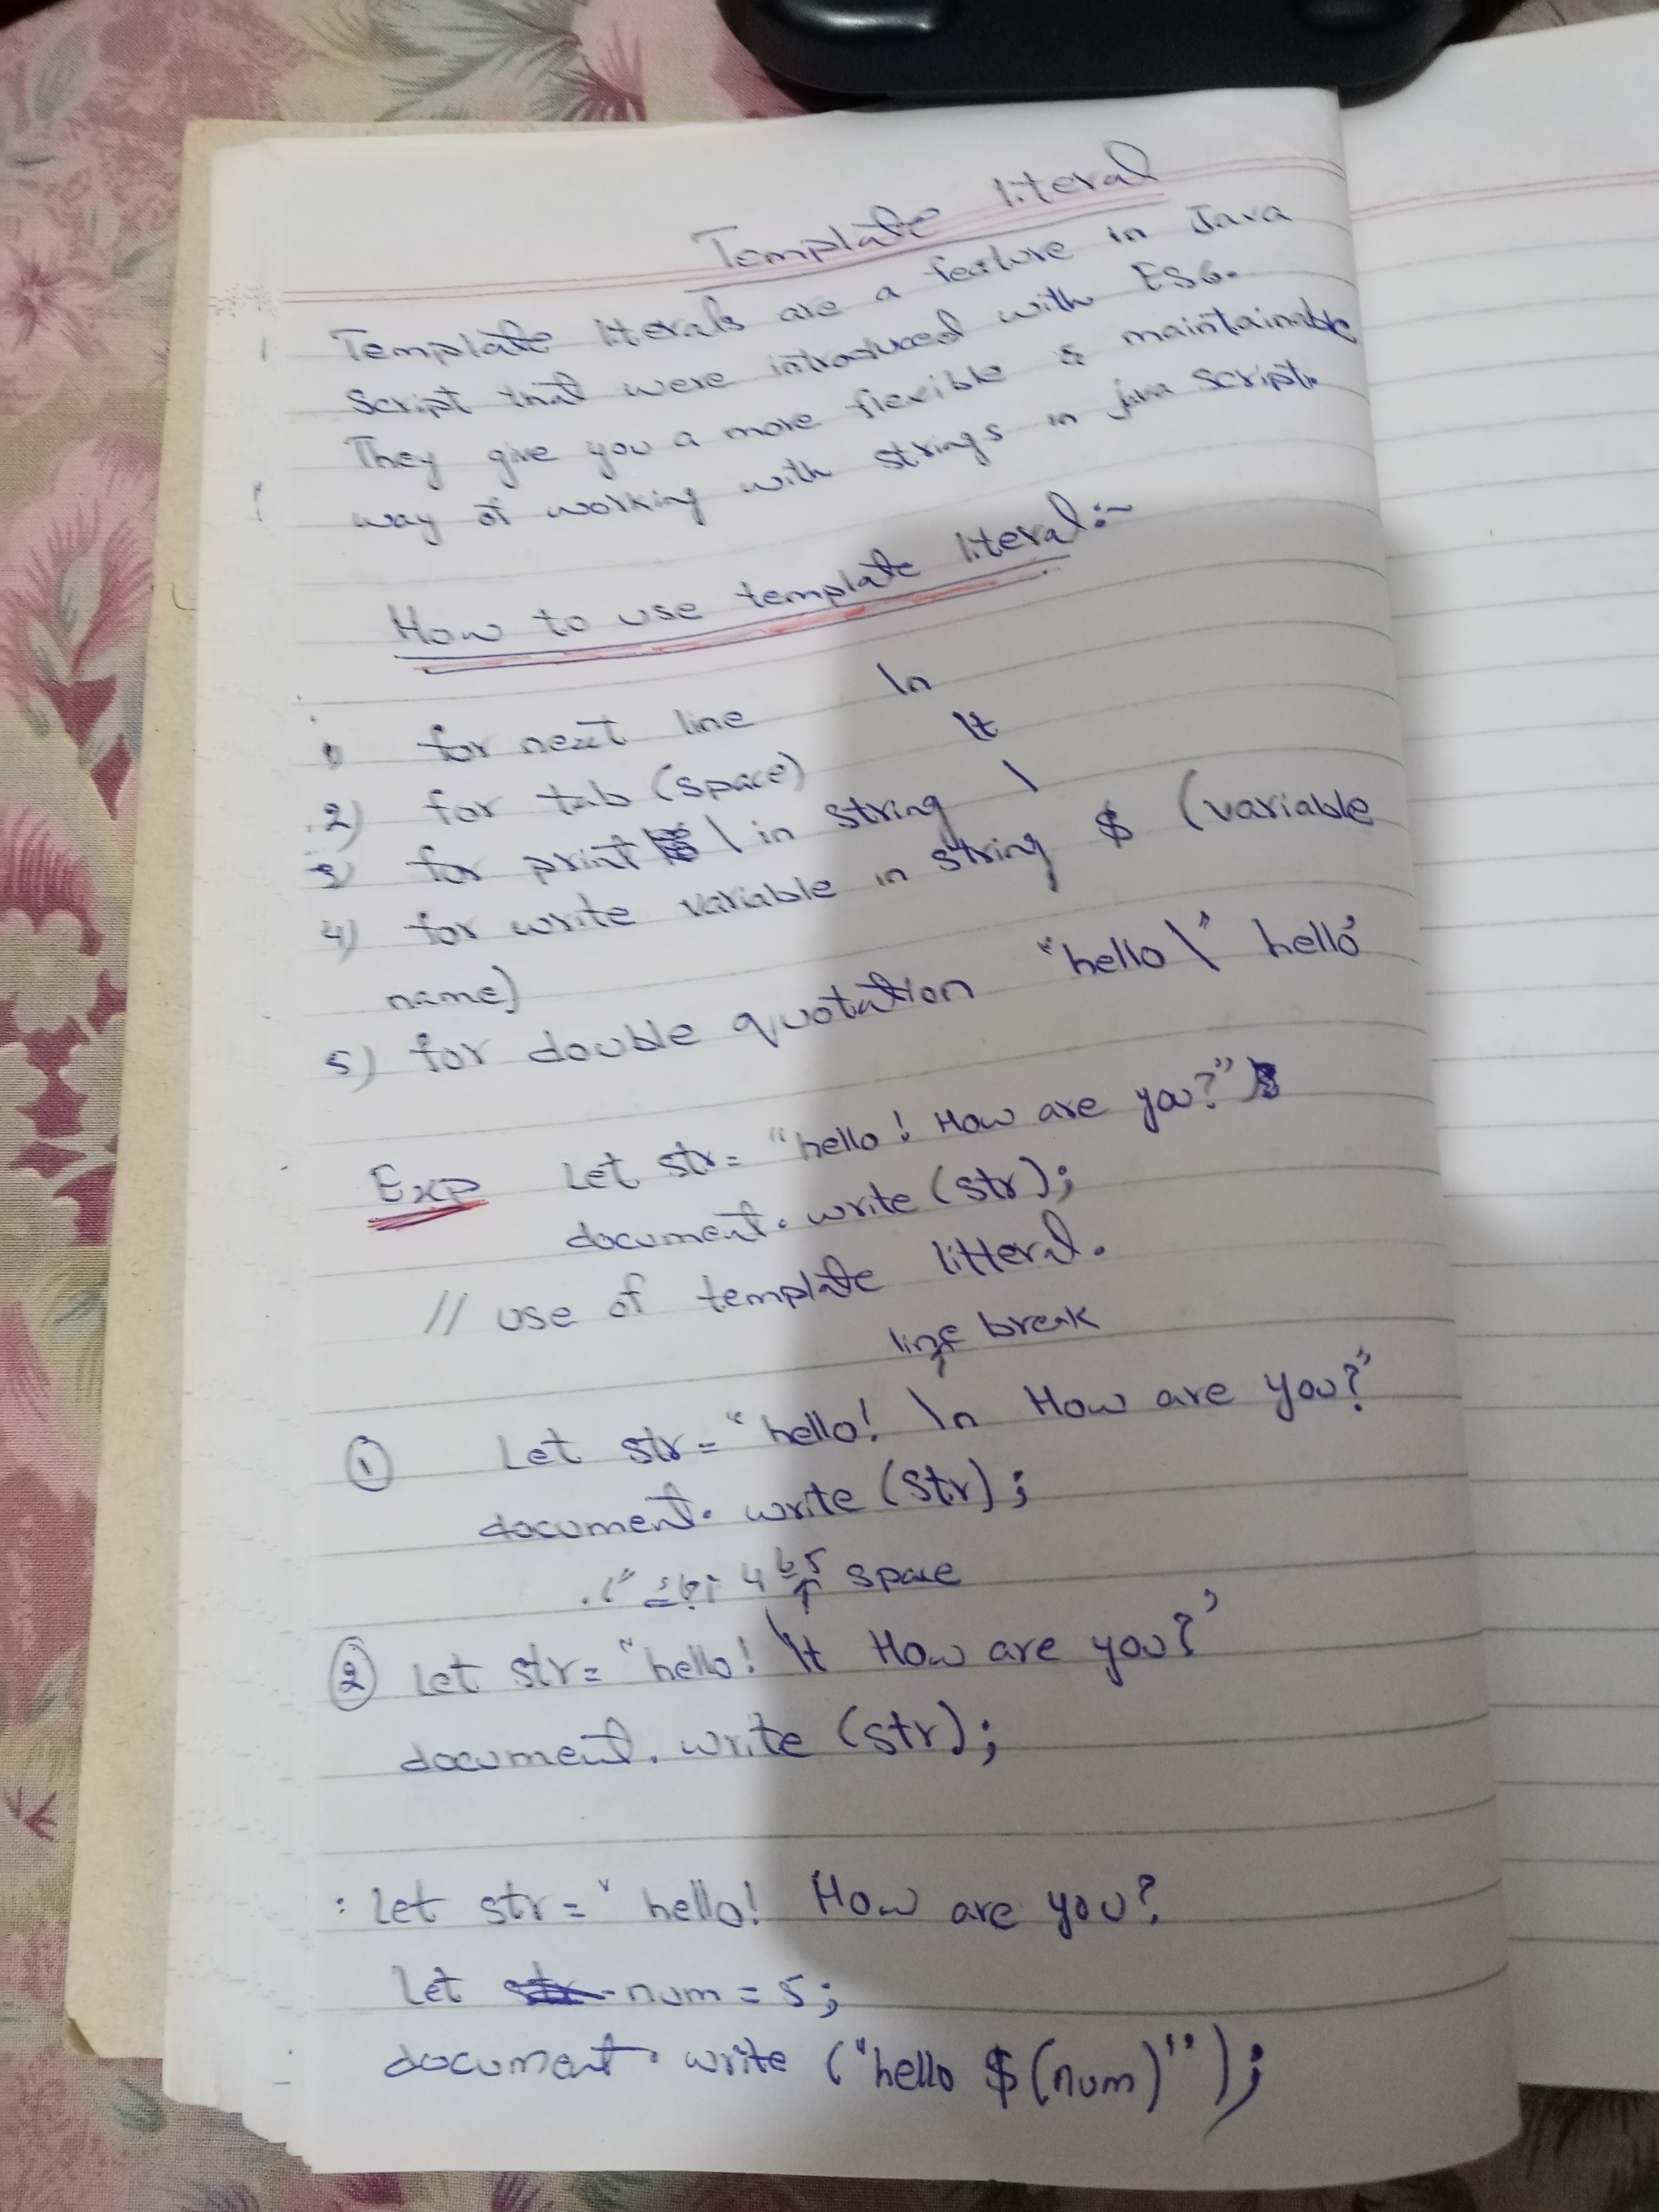 Template literal
Template literals are a feature in Java
Script that were introduced with ES6.
They give you a more flexible & maintainable
way of working with strings in java script.
How to use template literal:-
1) for next line \n
2) for tab (space) \t
3) for print \ in string \
4) for write variable in string $ (variable
name)
5) for double quotation "hello \" hello"
Exp Let str= "hello! How are you?"
document.write (str);
// use of template litteral.
line break
① Let str= "hello! \n How are you?"
document.write (str);
4 space
② Let str= "hello! \t How are you?"
document.write (str);
: Let str= " hello! How are you?
Let num = 5;
document.write ("hello $(num)");